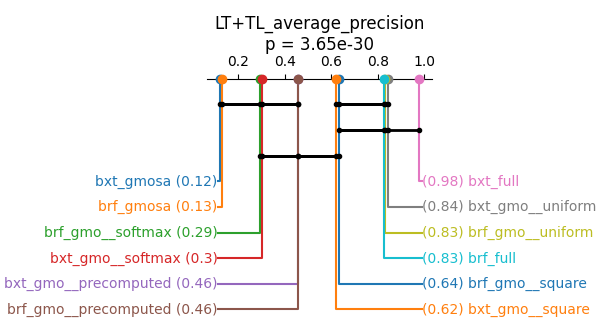 LT+TL_average_precision
p = 3.65e-30
0.2 0.4 0.6 0.8 1.0
bxt_gmosa (0.12)
(0.98) bxt_full
brf_gmosa (0.13)
(0.84) bxt_gmo__uniform
brf_gmo__softmax (0.29)
(0.83) brf_gmo__uniform
bxt_gmo__softmax (0.3)
(0.83) brf_full
bxt_gmo__precomputed (0.46)
(0.64) brf_gmo__square
brf_gmo__precomputed (0.46)
(0.62) bxt_gmo__square